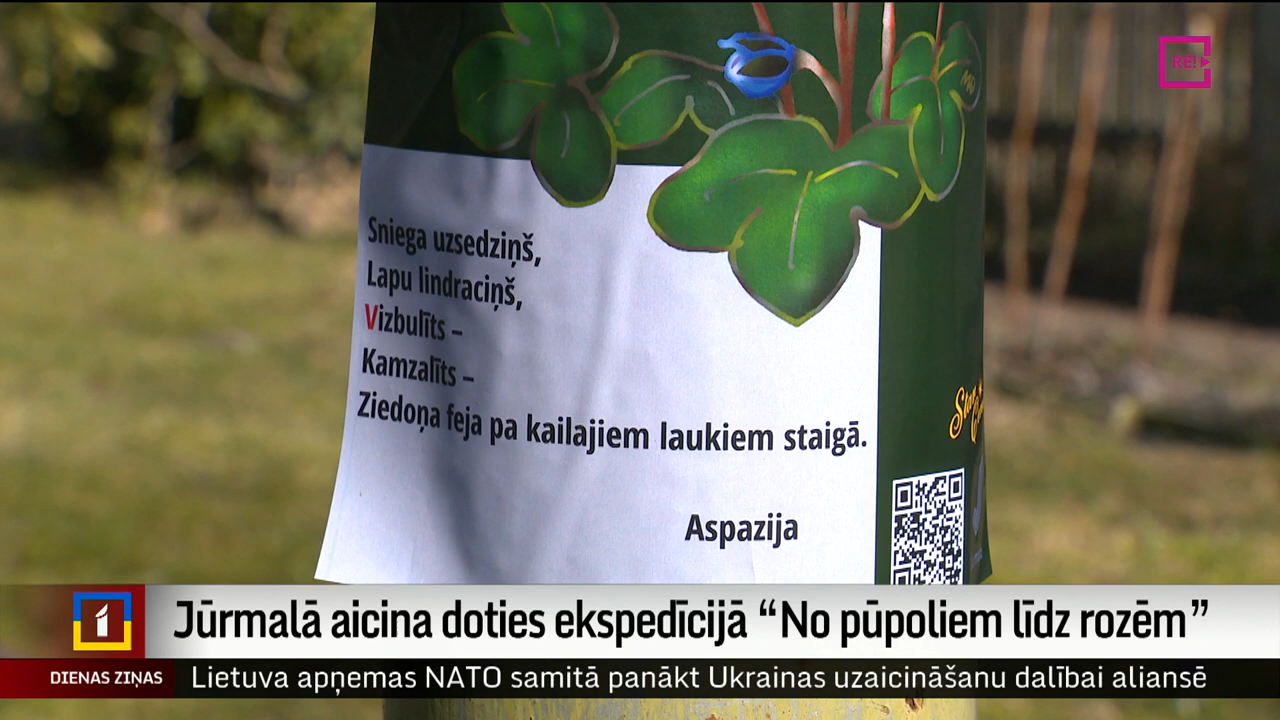 RE!
Sniega uzsedziņš,
Lapu lindraciņš,
Vizbulīts –
Kamzalīts –
Ziedoņa feja pa kailajiem laukiem staigā.
Aspazija
1
Jūrmalā aicina doties ekspedīcijā “No pūpoliem līdz rozēm”
DIENAS ZIŅAS
Lietuva apņemas NATO samitā panākt Ukrainas uzaicināšanu dalībai aliansē